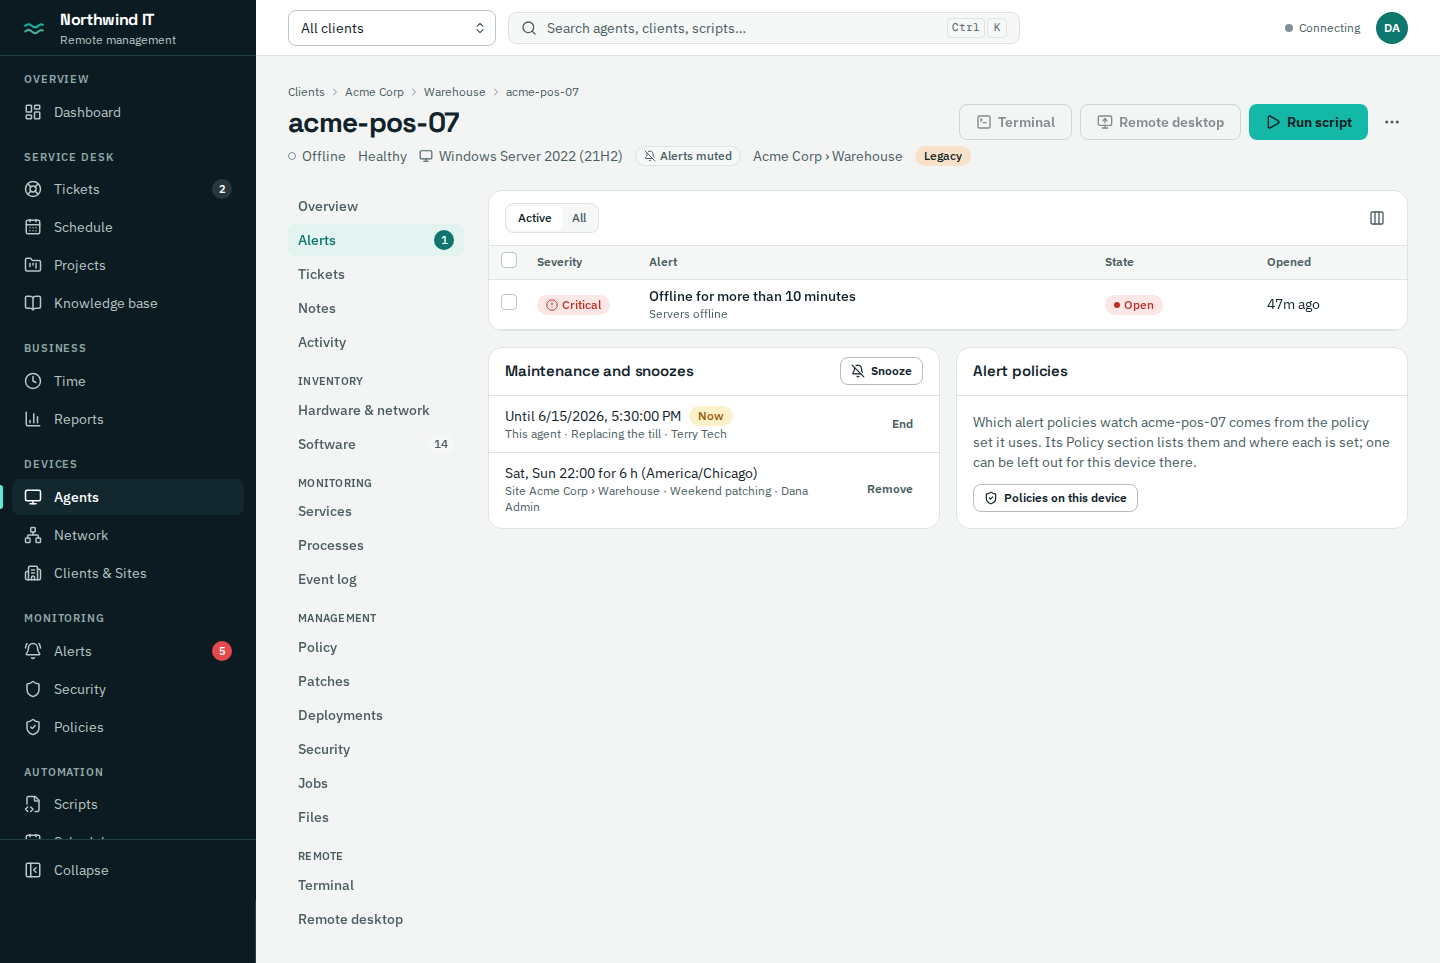 Northwind IT
Remote management
OVERVIEW
Dashboard
SERVICE DESK
Tickets 2
Schedule
Projects
Knowledge base
BUSINESS
Time
Reports
DEVICES
Agents
Network
Clients & Sites
MONITORING
Alerts 5
Security
Policies
AUTOMATION
Scripts
Collapse
All clients
Search agents, clients, scripts...
Ctrl K
Connecting
DA
Clients > Acme Corp > Warehouse > acme-pos-07
acme-pos-07
Terminal
Remote desktop
Run script
Offline Healthy Windows Server 2022 (21H2) Alerts muted Acme Corp › Warehouse Legacy
Overview
Alerts 1
Tickets
Notes
Activity
INVENTORY
Hardware & network
Software 14
MONITORING
Services
Processes
Event log
MANAGEMENT
Policy
Patches
Deployments
Security
Jobs
Files
REMOTE
Terminal
Remote desktop
Active All
Severity Alert State Opened
Critical Offline for more than 10 minutes Open 47m ago
Servers offline
Maintenance and snoozes
Snooze
Until 6/15/2026, 5:30:00 PM Now
This agent · Replacing the till · Terry Tech
End
Sat, Sun 22:00 for 6 h (America/Chicago)
Site Acme Corp › Warehouse · Weekend patching · Dana
Admin
Remove
Alert policies
Which alert policies watch acme-pos-07 comes from the policy
set it uses. Its Policy section lists them and where each is set; one
can be left out for this device there.
Policies on this device